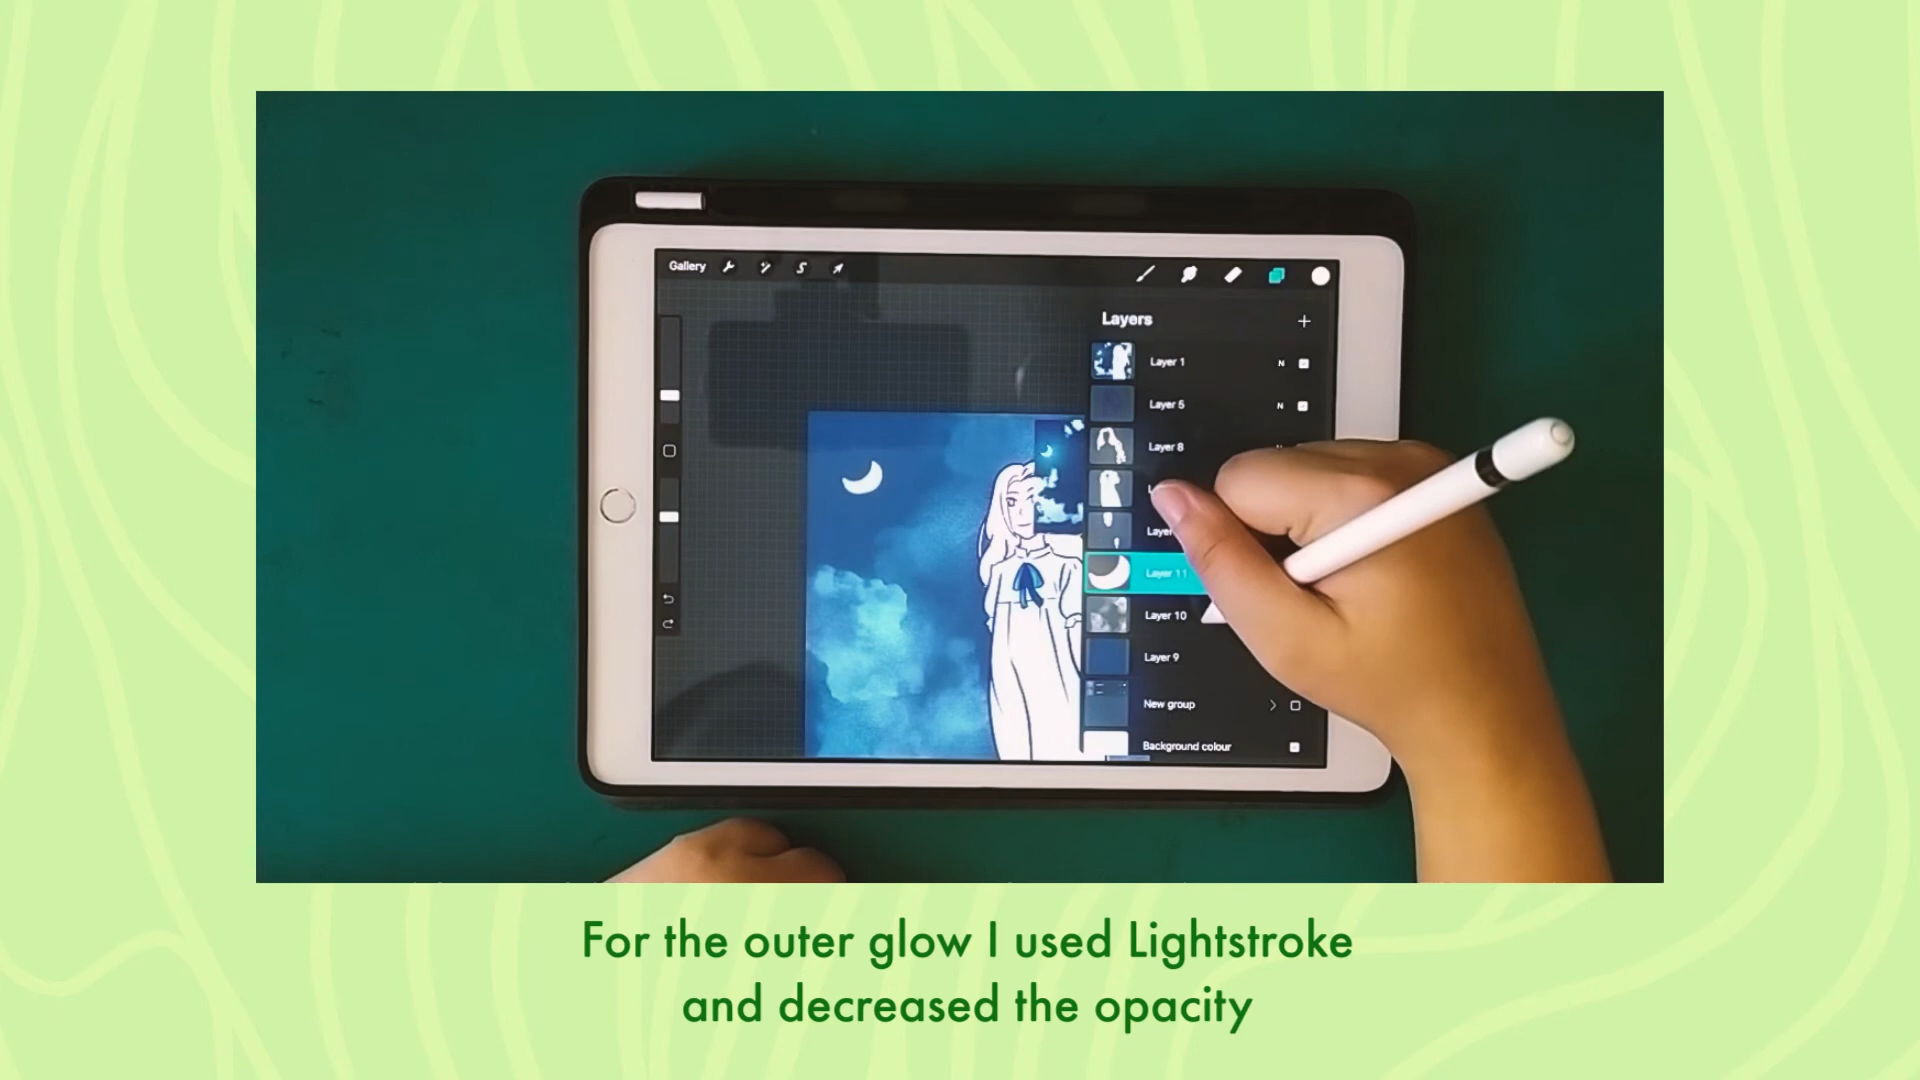 Gallery
Layers
Layer 1
N
Layer 5
N
Layer 8
Layer
Layer 11
Layer 10
Layer 9
New group
Background colour
For the outer glow I used Lightstroke
and decreased the opacity